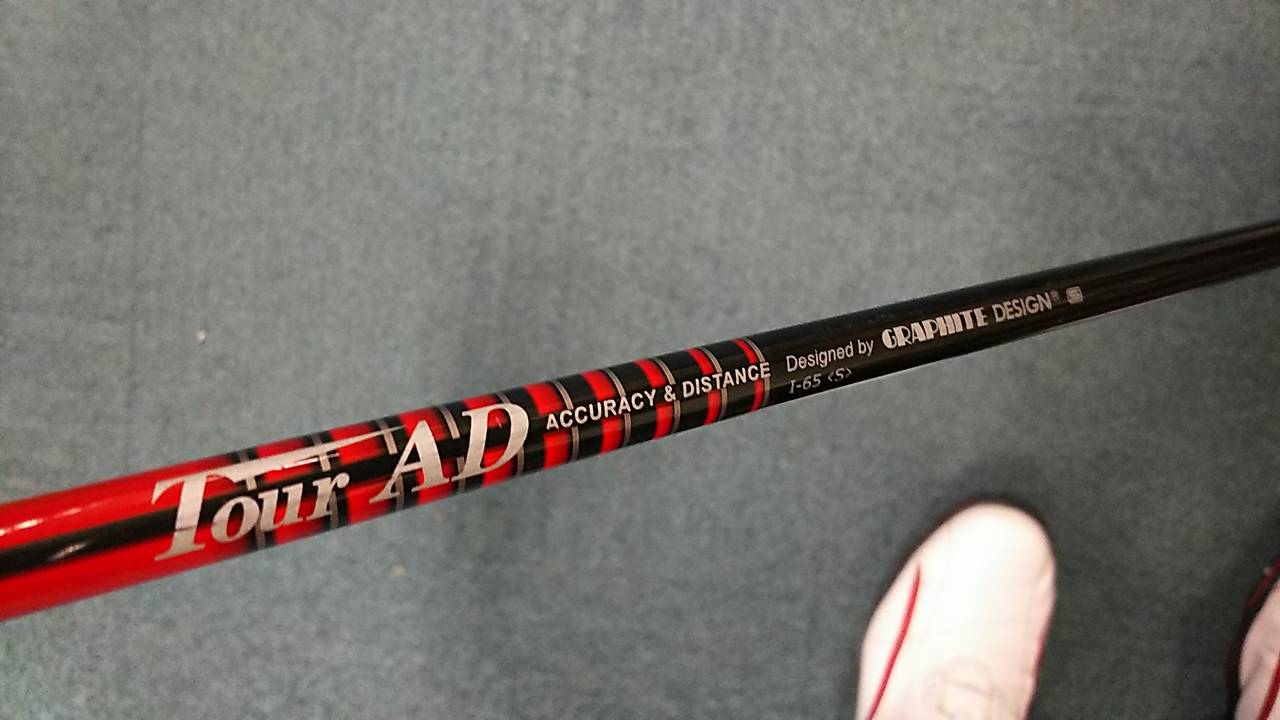 Tour AD ACCURACY & DISTANCE
Designed by GRAPHITE DESIGN® S
I-65 <S>